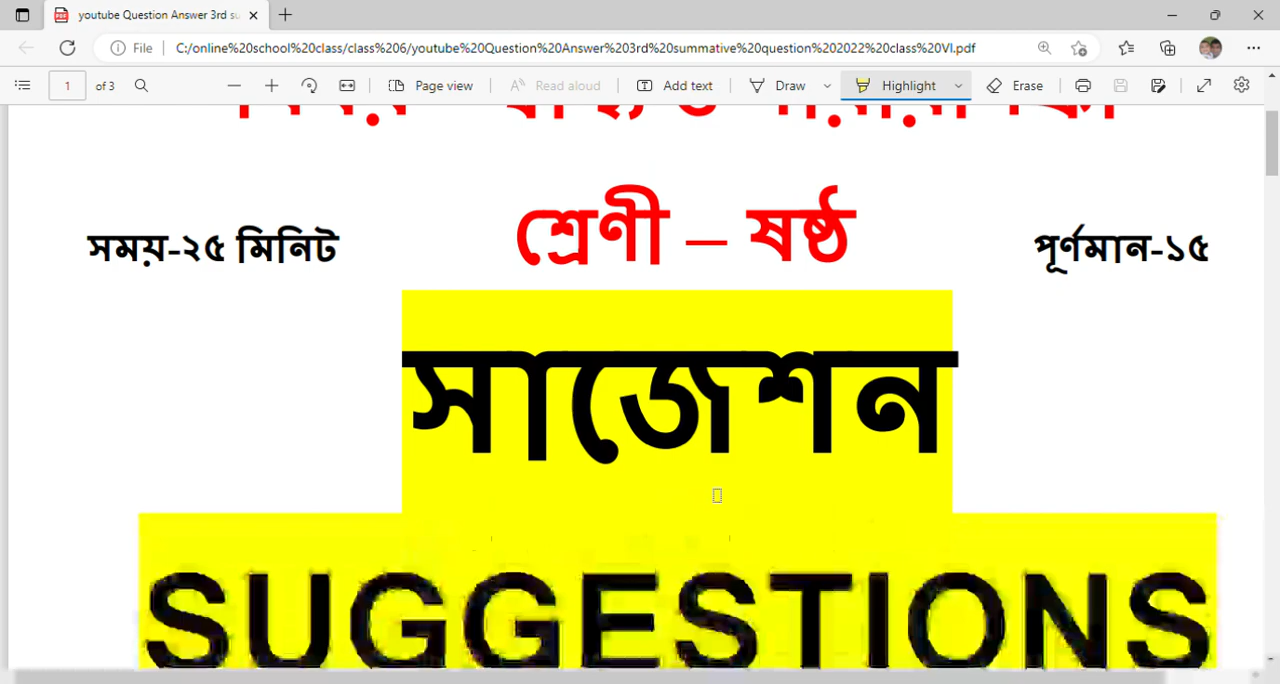 youtube Question Answer 3rd su
File
C:/online%20school%20class/class%206/youtube%20Question%20Answer%203rd%20summative%20question%202022%20class%20VI.pdf
1 of 3
Page view
Read aloud
Add text
Draw
Highlight
Erase
শ্রেণী – ষষ্ঠ
সময়-২৫ মিনিট
পূর্ণমান-১৫
সাজেশন
SUGGESTIONS